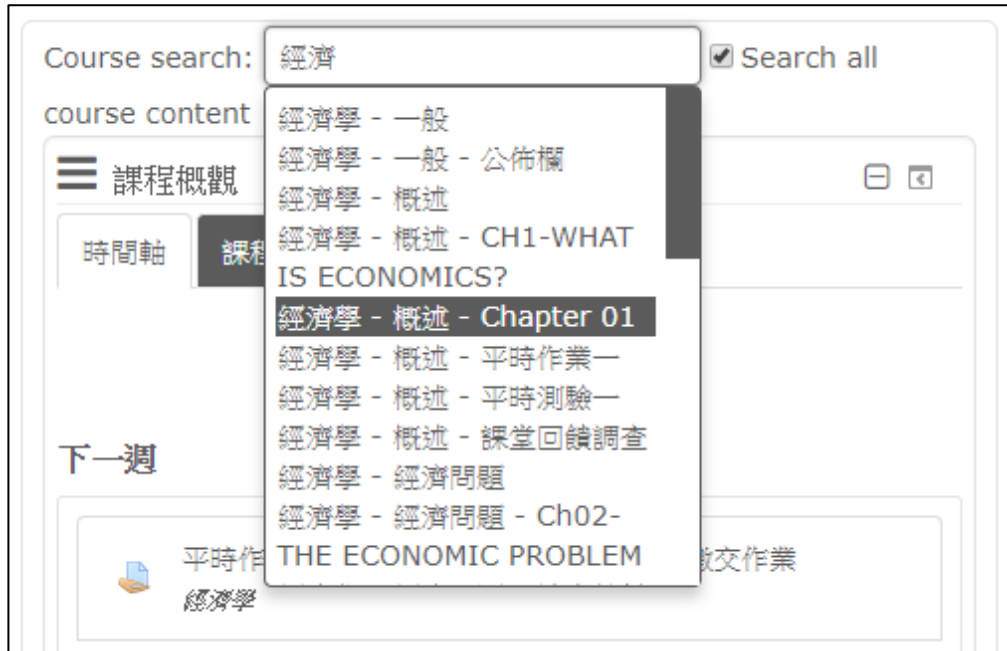 Course search: 經濟 Search all
course content
經濟學 - 一般
經濟學 - 一般 - 公佈欄
經濟學 - 概述
經濟學 - 概述 - CH1-WHAT
IS ECONOMICS?
經濟學 - 概述 - Chapter 01
經濟學 - 概述 - 平時作業一
經濟學 - 概述 - 平時測驗一
經濟學 - 概述 - 課堂回饋調查
經濟學 - 經濟問題
經濟學 - 經濟問題 - Ch02-
THE ECONOMIC PROBLEM
課程概觀
時間軸 課程
下一週
平時作 繳交作業
經濟學